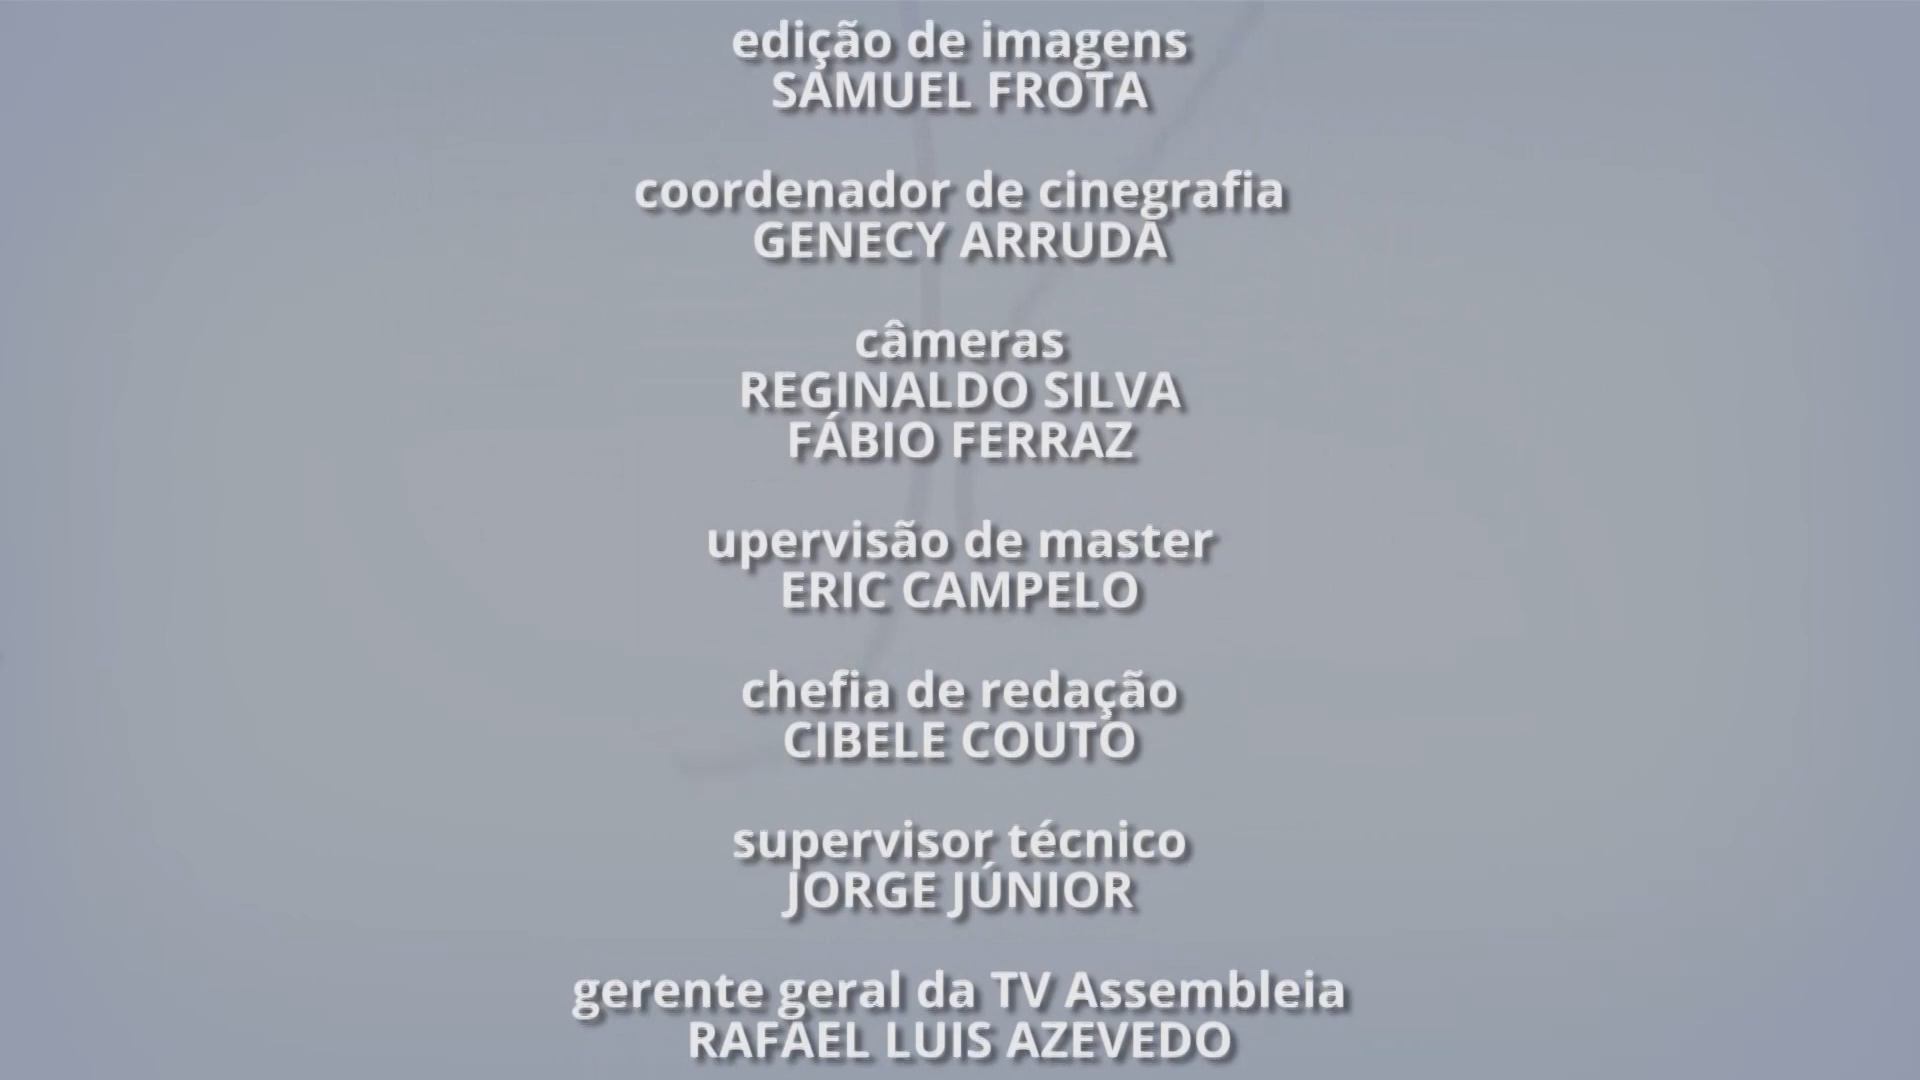 edição de imagens
SAMUEL FROTA
coordenador de cinegrafia
GENECY ARRUDA
câmeras
REGINALDO SILVA
FÁBIO FERRAZ
upervisão de master
ERIC CAMPELO
chefia de redação
CIBELE COUTO
supervisor técnico
JORGE JÚNIOR
gerente geral da TV Assembleia
RAFAEL LUIS AZEVEDO